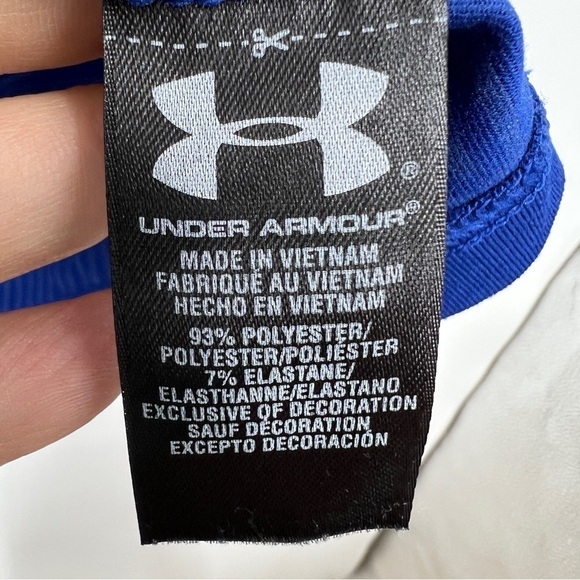 UNDER ARMOUR®
MADE IN VIETNAM
FABRIQUÉ AU VIETNAM
HECHO EN VIETNAM
93% POLYESTER/
POLYESTER/POLIÉSTER
7% ELASTANE/
ELASTHANNE/ELASTANO
EXCLUSIVE OF DECORATION
SAUF DÉCORATION
EXCEPTO DECORACIÓN